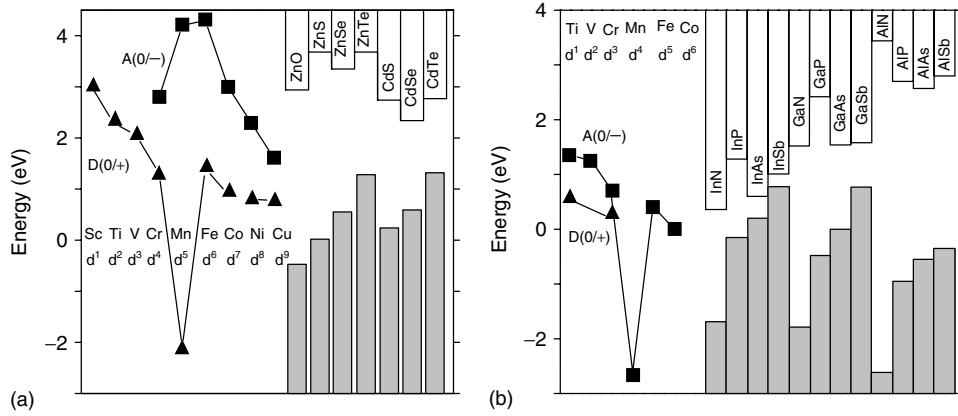 4
2
0
−2
Energy (eV)
A(0/−)
D(0/+)
Sc Ti V Cr Mn Fe Co Ni Cu
d1 d2 d3 d4 d5 d6 d7 d8 d9
ZnO
ZnS
ZnSe
ZnTe
CdS
CdSe
CdTe
(a)
4
2
0
−2
Energy (eV)
Ti V Cr Mn Fe Co
d1 d2 d3 d4 d5 d6
A(0/−)
D(0/+)
InN
InP
InAs
InSb
GaN
GaP
GaAs
GaSb
AlN
AlP
AlAs
AlSb
(b)